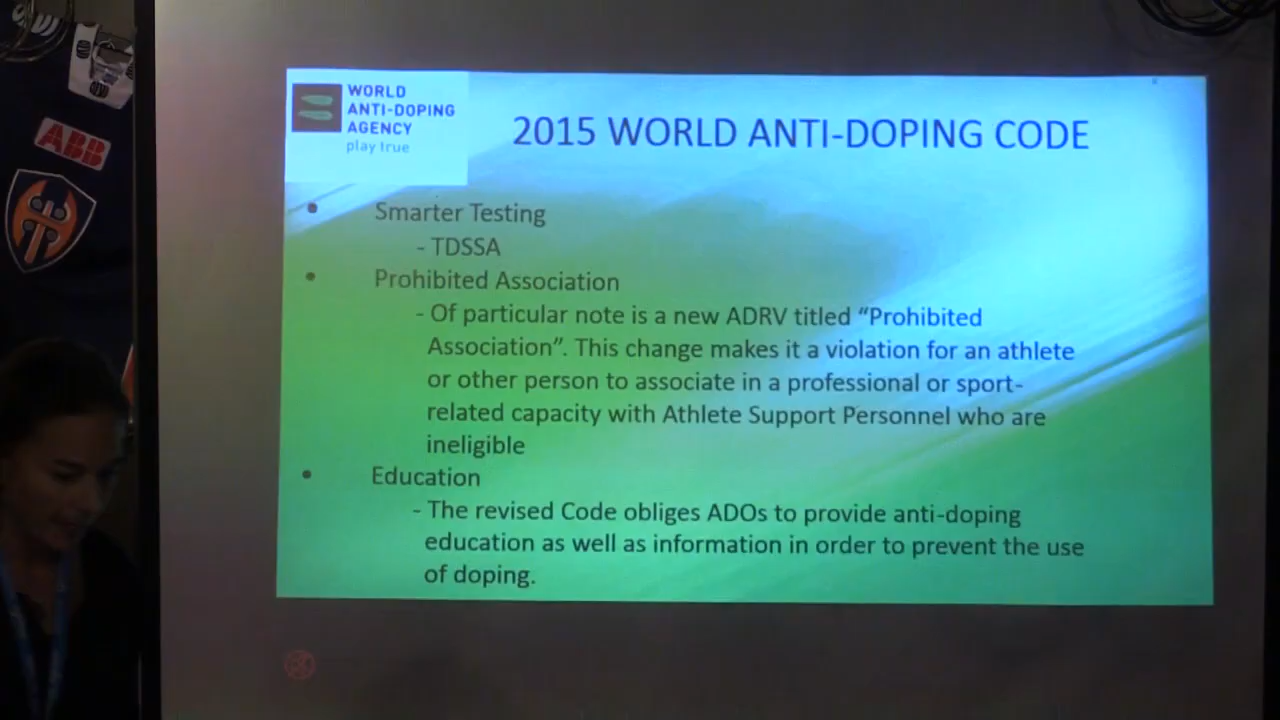 WORLD
ANTI-DOPING
AGENCY
play true
2015 WORLD ANTI-DOPING CODE
• Smarter Testing
- TDSSA
• Prohibited Association
- Of particular note is a new ADRV titled “Prohibited
Association”. This change makes it a violation for an athlete
or other person to associate in a professional or sport-
related capacity with Athlete Support Personnel who are
ineligible
• Education
- The revised Code obliges ADOs to provide anti-doping
education as well as information in order to prevent the use
of doping.
ABB